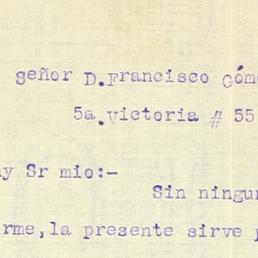 señor D.Francisco Góm
5a.Victoria # 55
y Sr mio:-
Sin ningun
rme,la presente sirve p